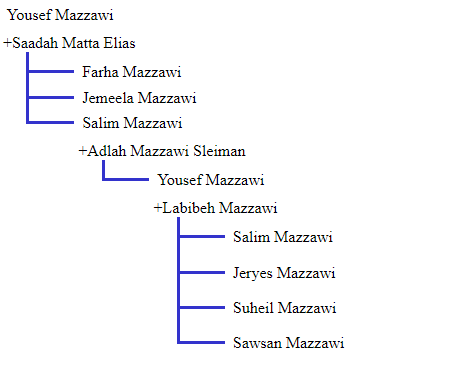 Yousef Mazzawi
+Saadah Matta Elias
Farha Mazzawi
Jemeela Mazzawi
Salim Mazzawi
+Adlah Mazzawi Sleiman
Yousef Mazzawi
+Labibeh Mazzawi
Salim Mazzawi
Jeryes Mazzawi
Suheil Mazzawi
Sawsan Mazzawi